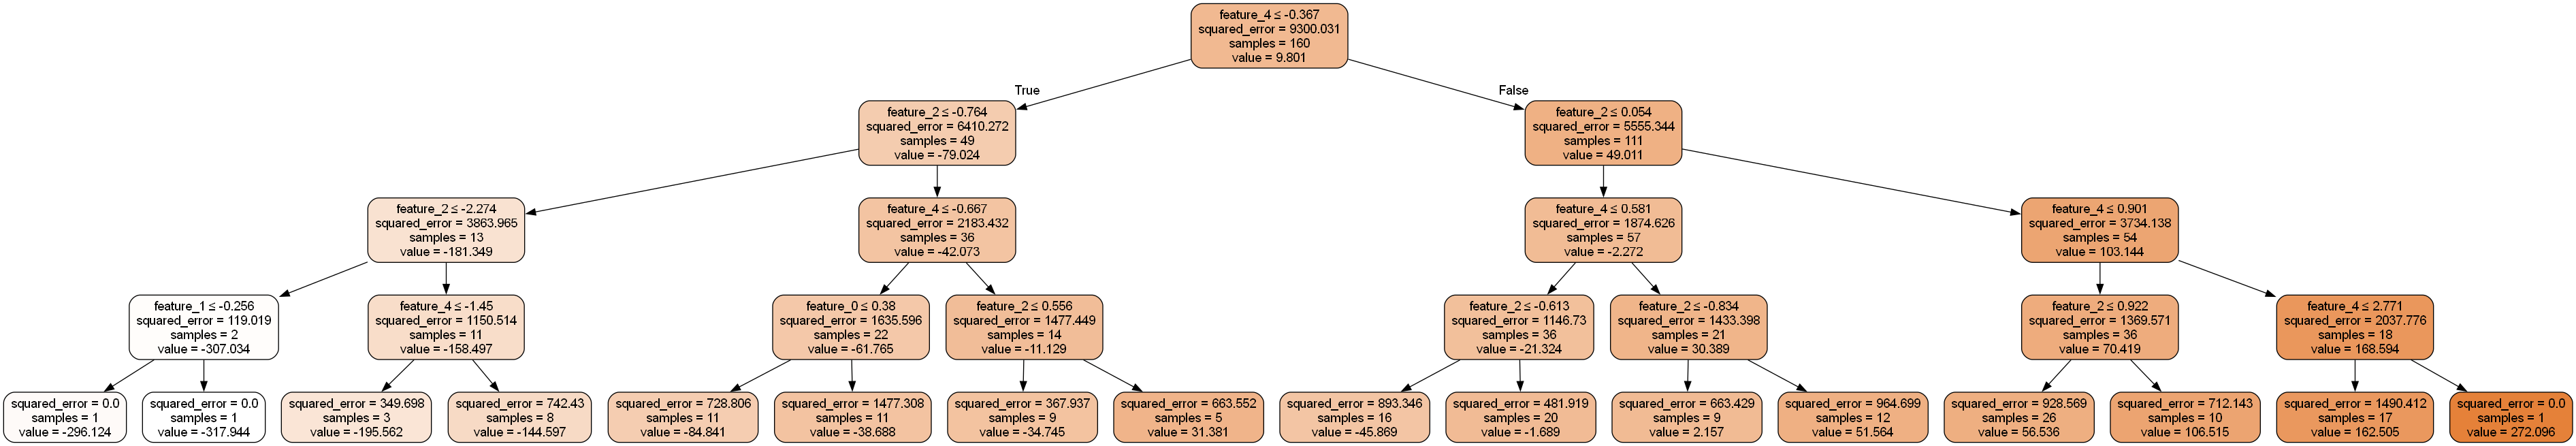 feature_4 ≤ -0.367
squared_error = 9300.031
samples = 160
value = 9.801
True
False
feature_2 ≤ -0.764
squared_error = 6410.272
samples = 49
value = -79.024
feature_2 ≤ 0.054
squared_error = 5555.344
samples = 111
value = 49.011
feature_2 ≤ -2.274
squared_error = 3863.965
samples = 13
value = -181.349
feature_4 ≤ -0.667
squared_error = 2183.432
samples = 36
value = -42.073
feature_4 ≤ 0.581
squared_error = 1874.626
samples = 57
value = -2.272
feature_4 ≤ 0.901
squared_error = 3734.138
samples = 54
value = 103.144
feature_1 ≤ -0.256
squared_error = 119.019
samples = 2
value = -307.034
feature_4 ≤ -1.45
squared_error = 1150.514
samples = 11
value = -158.497
feature_0 ≤ 0.38
squared_error = 1635.596
samples = 22
value = -61.765
feature_2 ≤ 0.556
squared_error = 1477.449
samples = 14
value = -11.129
feature_2 ≤ -0.613
squared_error = 1146.73
samples = 36
value = -21.324
feature_2 ≤ -0.834
squared_error = 1433.398
samples = 21
value = 30.389
feature_2 ≤ 0.922
squared_error = 1369.571
samples = 36
value = 70.419
feature_4 ≤ 2.771
squared_error = 2037.776
samples = 18
value = 168.594
squared_error = 0.0
samples = 1
value = -296.124
squared_error = 0.0
samples = 1
value = -317.944
squared_error = 349.698
samples = 3
value = -195.562
squared_error = 742.43
samples = 8
value = -144.597
squared_error = 728.806
samples = 11
value = -84.841
squared_error = 1477.308
samples = 11
value = -38.688
squared_error = 367.937
samples = 9
value = -34.745
squared_error = 663.552
samples = 5
value = 31.381
squared_error = 893.346
samples = 16
value = -45.869
squared_error = 481.919
samples = 20
value = -1.689
squared_error = 663.429
samples = 9
value = 2.157
squared_error = 964.699
samples = 12
value = 51.564
squared_error = 928.569
samples = 26
value = 56.536
squared_error = 712.143
samples = 10
value = 106.515
squared_error = 1490.412
samples = 17
value = 162.505
squared_error = 0.0
samples = 1
value = 272.096